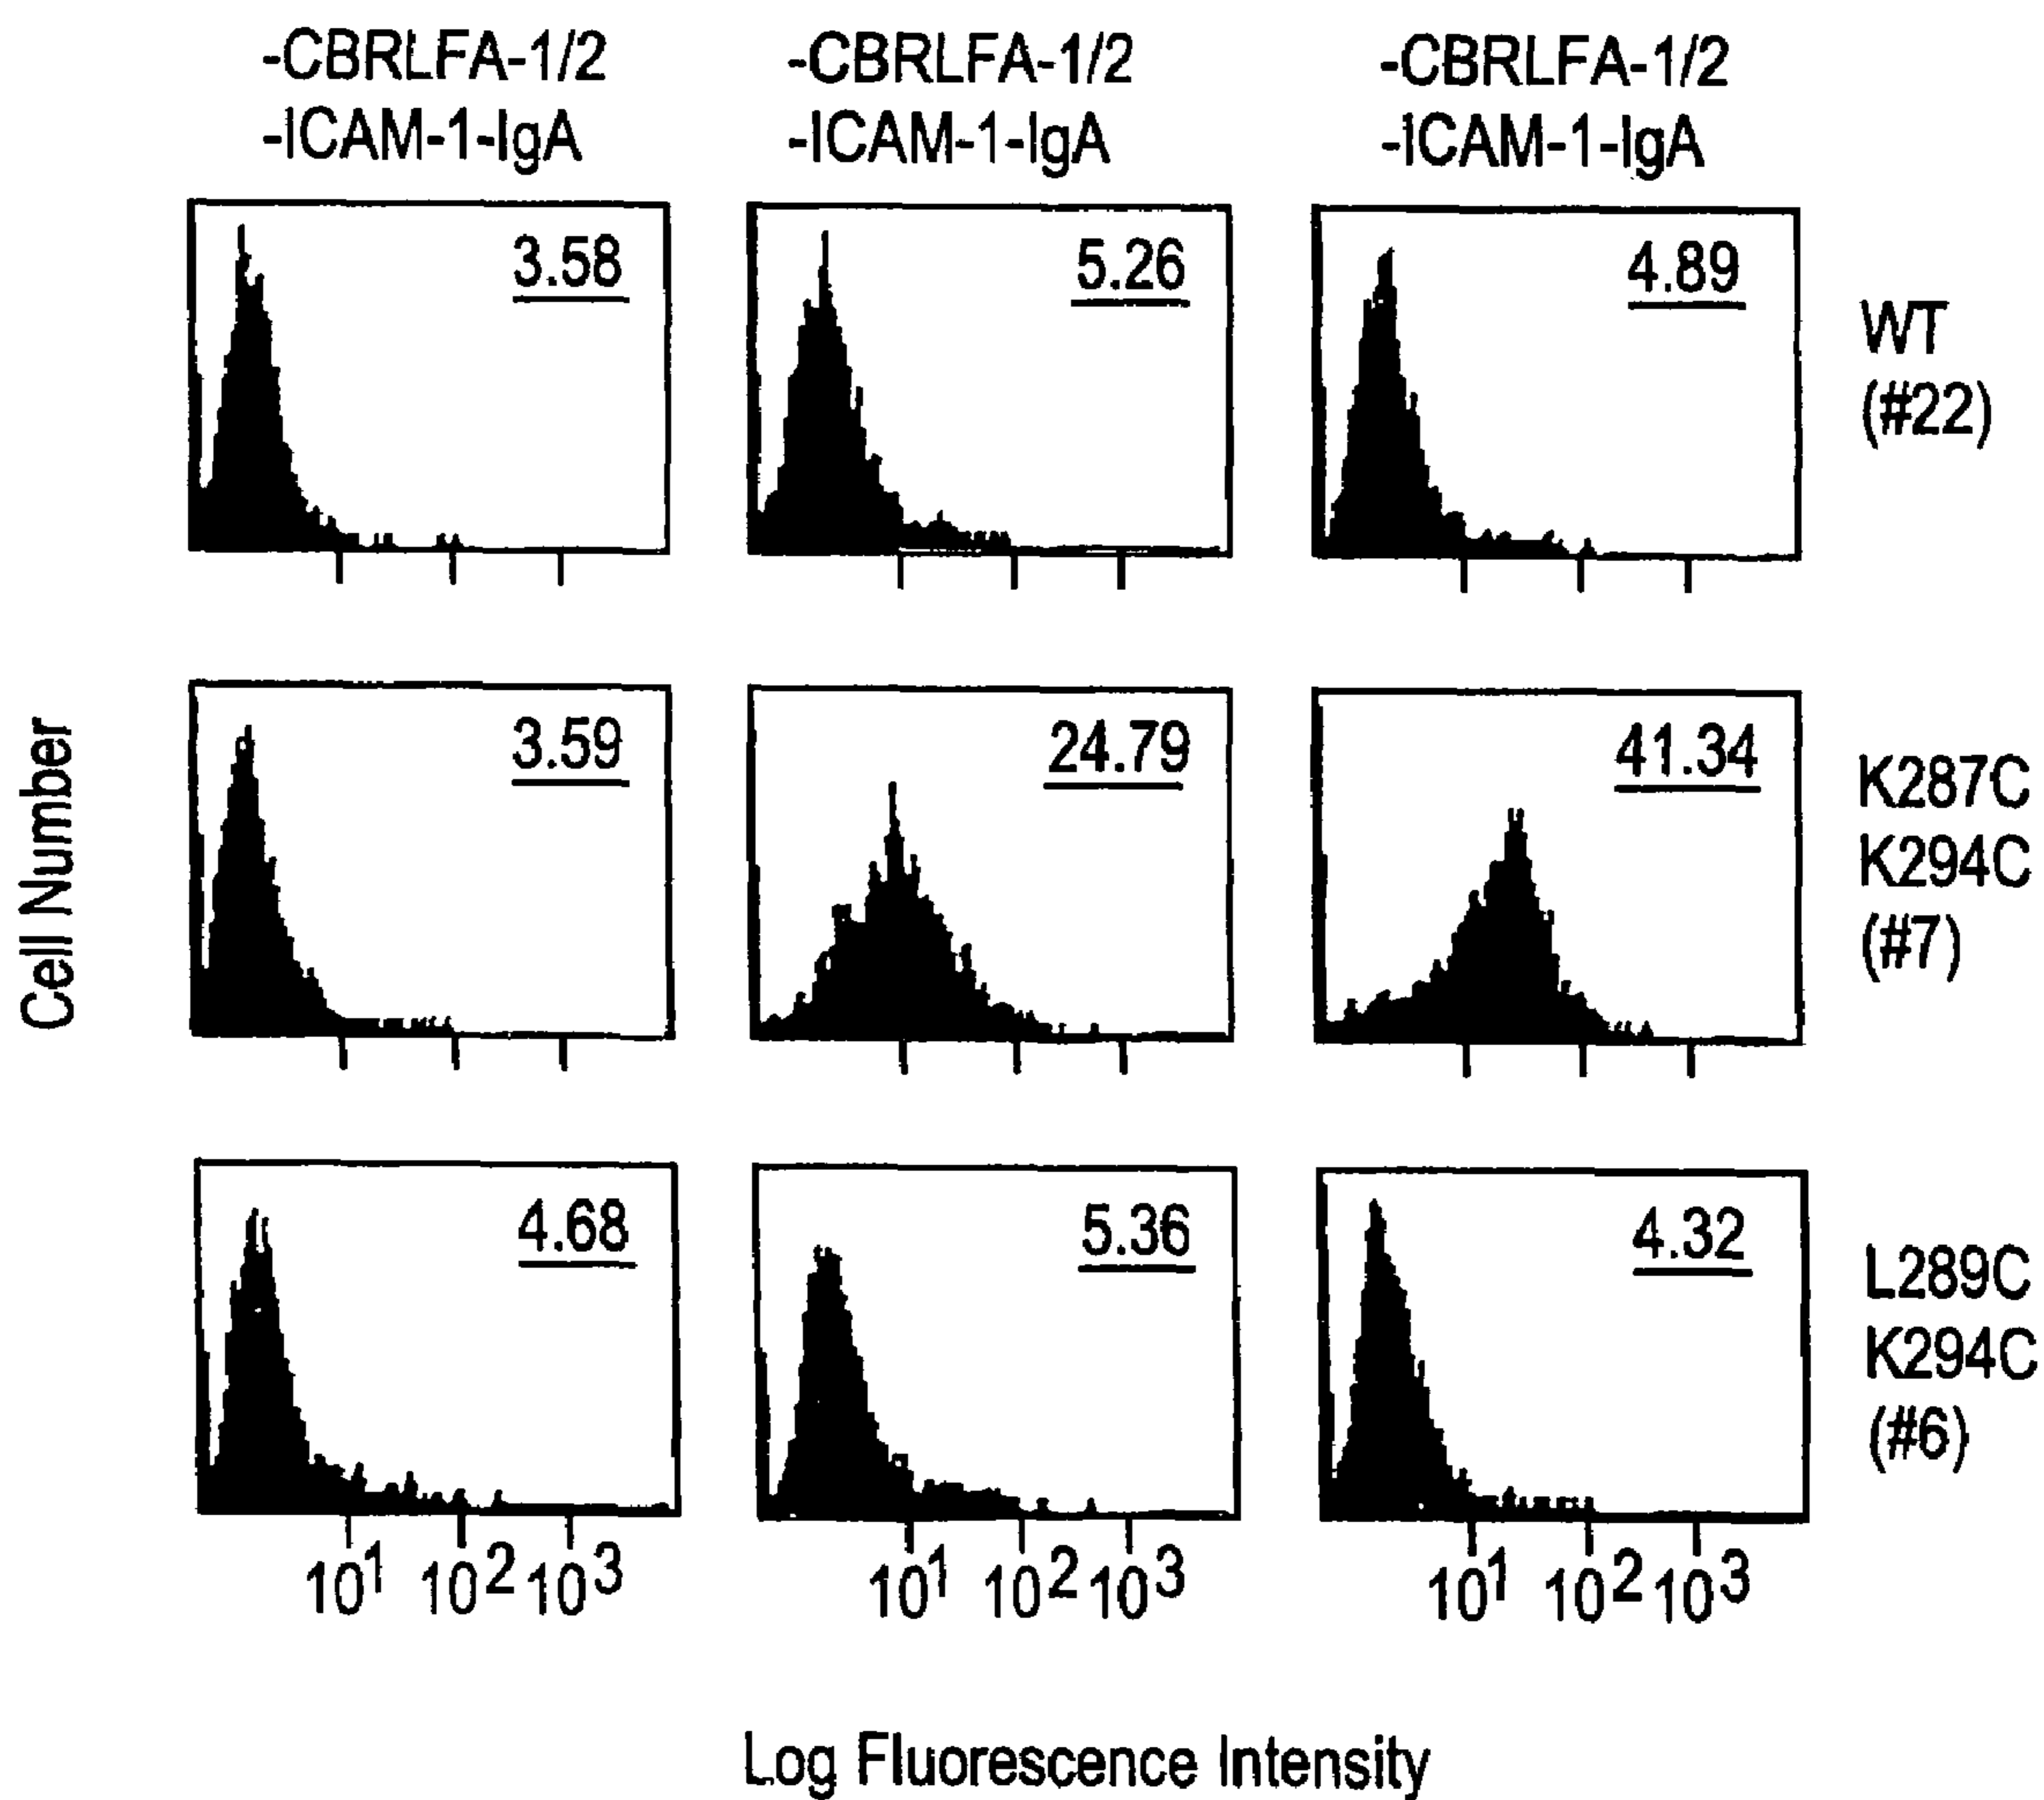 -CBRLFA-1/2
-ICAM-1-IgA
-CBRLFA-1/2
-ICAM-1-IgA
-CBRLFA-1/2
-ICAM-1-IgA
3.58
5.26
4.89
WT
(#22)
Cell Number
3.59
24.79
41.34
K287C
K294C
(#7)
4.68
5.36
4.32
L289C
K294C
(#6)
10¹ 10² 10³
10¹ 10² 10³
10¹ 10² 10³
Log Fluorescence Intensity